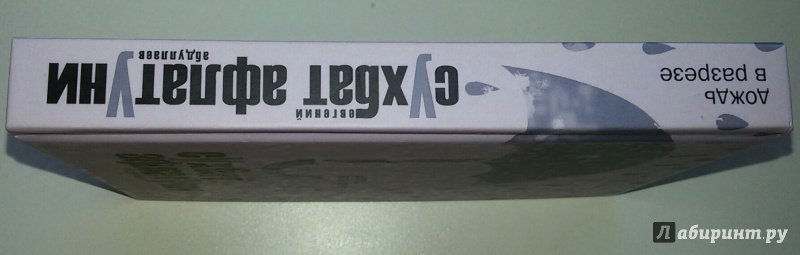 дождь
в разрезе
евгений
сухбат афлатуни
абдуллаев
Лабиринт.ру